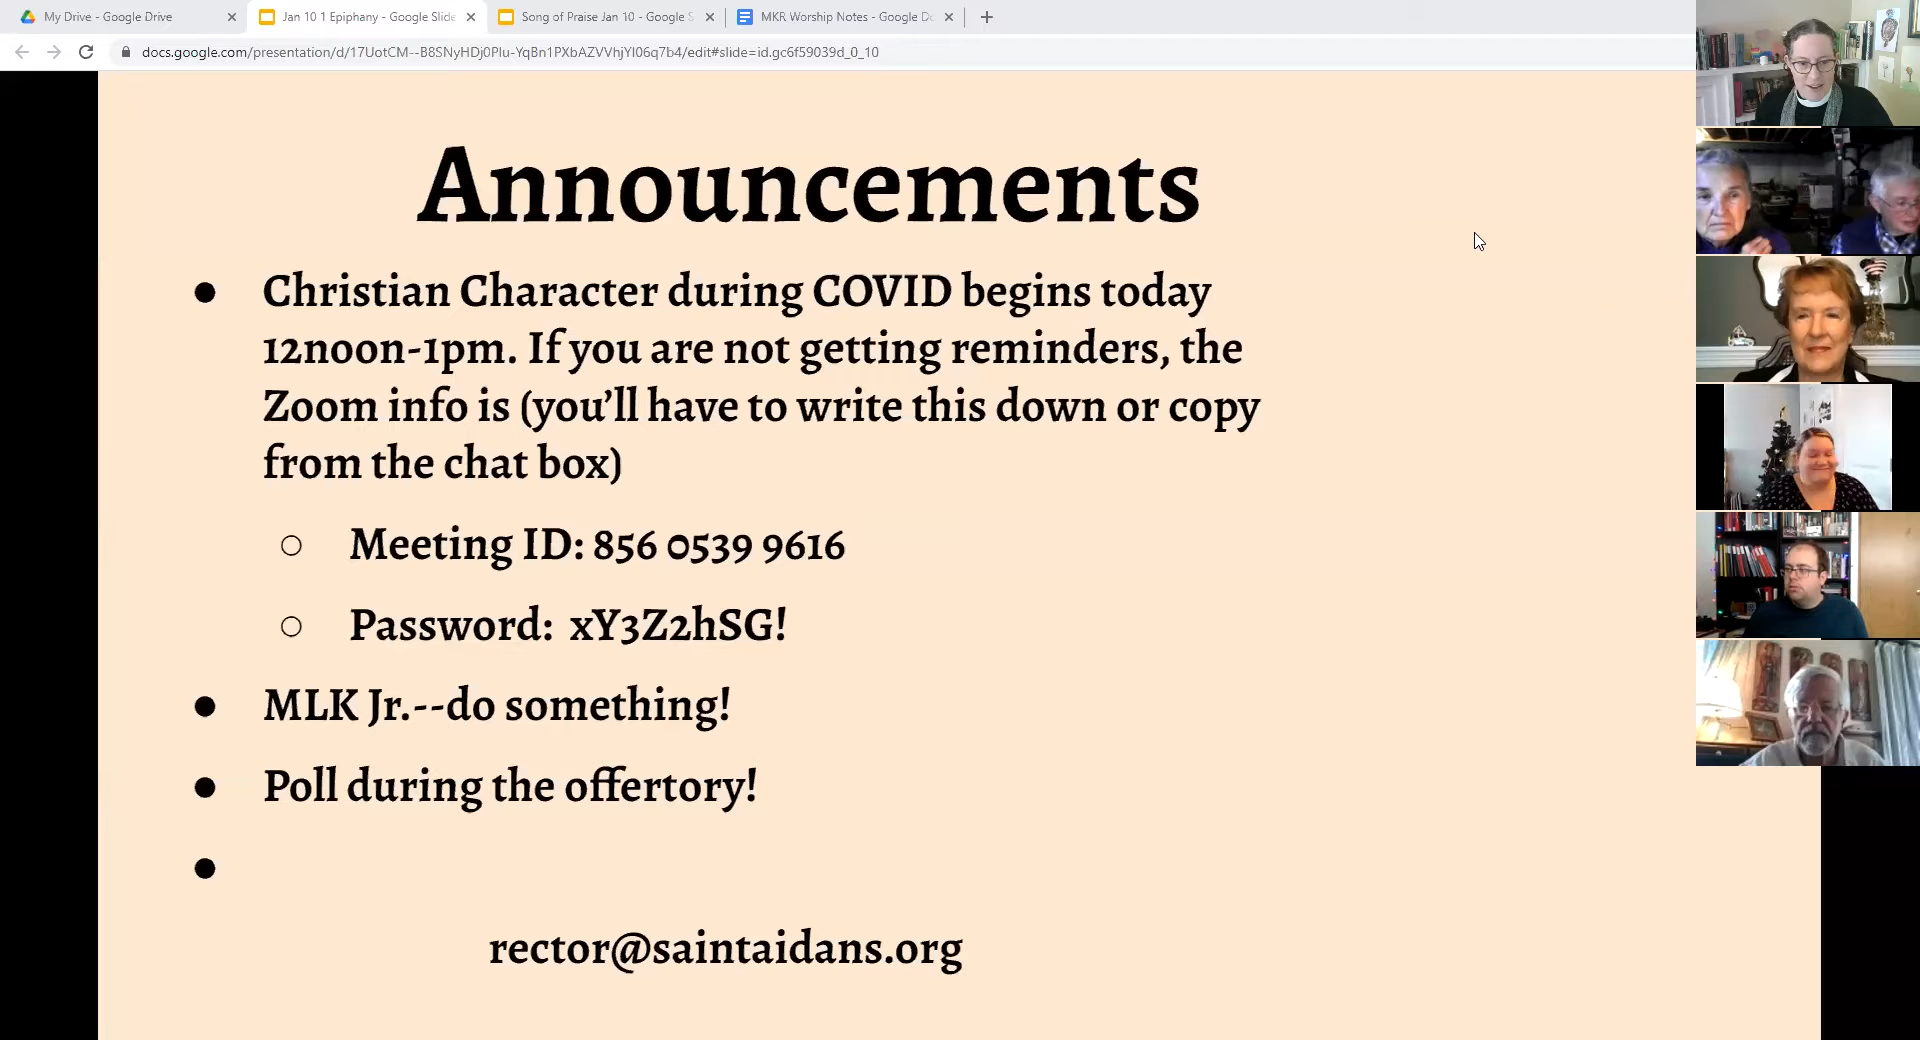 My Drive - Google Drive
Jan 10 1 Epiphany - Google Slide
Song of Praise Jan 10 - Google S
MKR Worship Notes - Google Do
docs.google.com/presentation/d/17UotCM--B8SNyHDj0Plu-YqBn1PXbAZVVhjYl06q7b4/edit#slide=id.gc6f59039d_0_10
Announcements
● Christian Character during COVID begins today
12noon-1pm. If you are not getting reminders, the
Zoom info is (you’ll have to write this down or copy
from the chat box)
○ Meeting ID: 856 0539 9616
○ Password: xY3Z2hSG!
● MLK Jr.--do something!
● Poll during the offertory!
●
rector@saintaidans.org